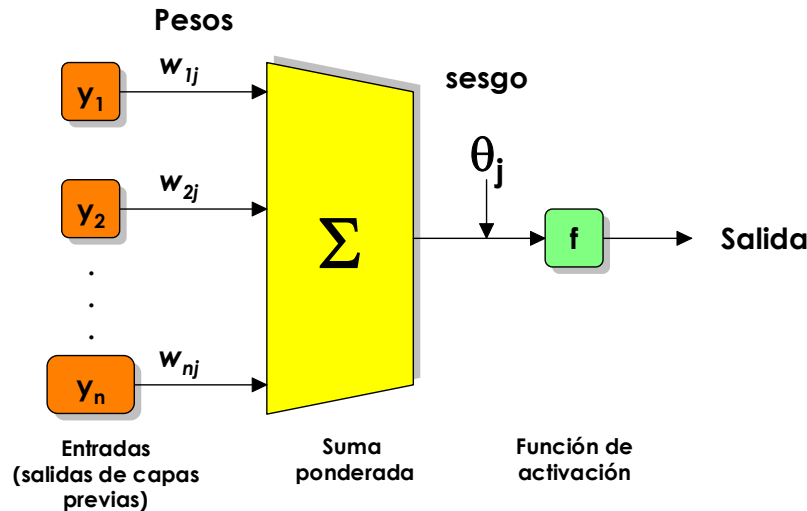 Pesos
w1j
sesgo
y1
θj
w2j
y2
Σ
f
Salida
.
.
.
wnj
yn
Entradas
(salidas de capas
previas)
Suma
ponderada
Función de
activación